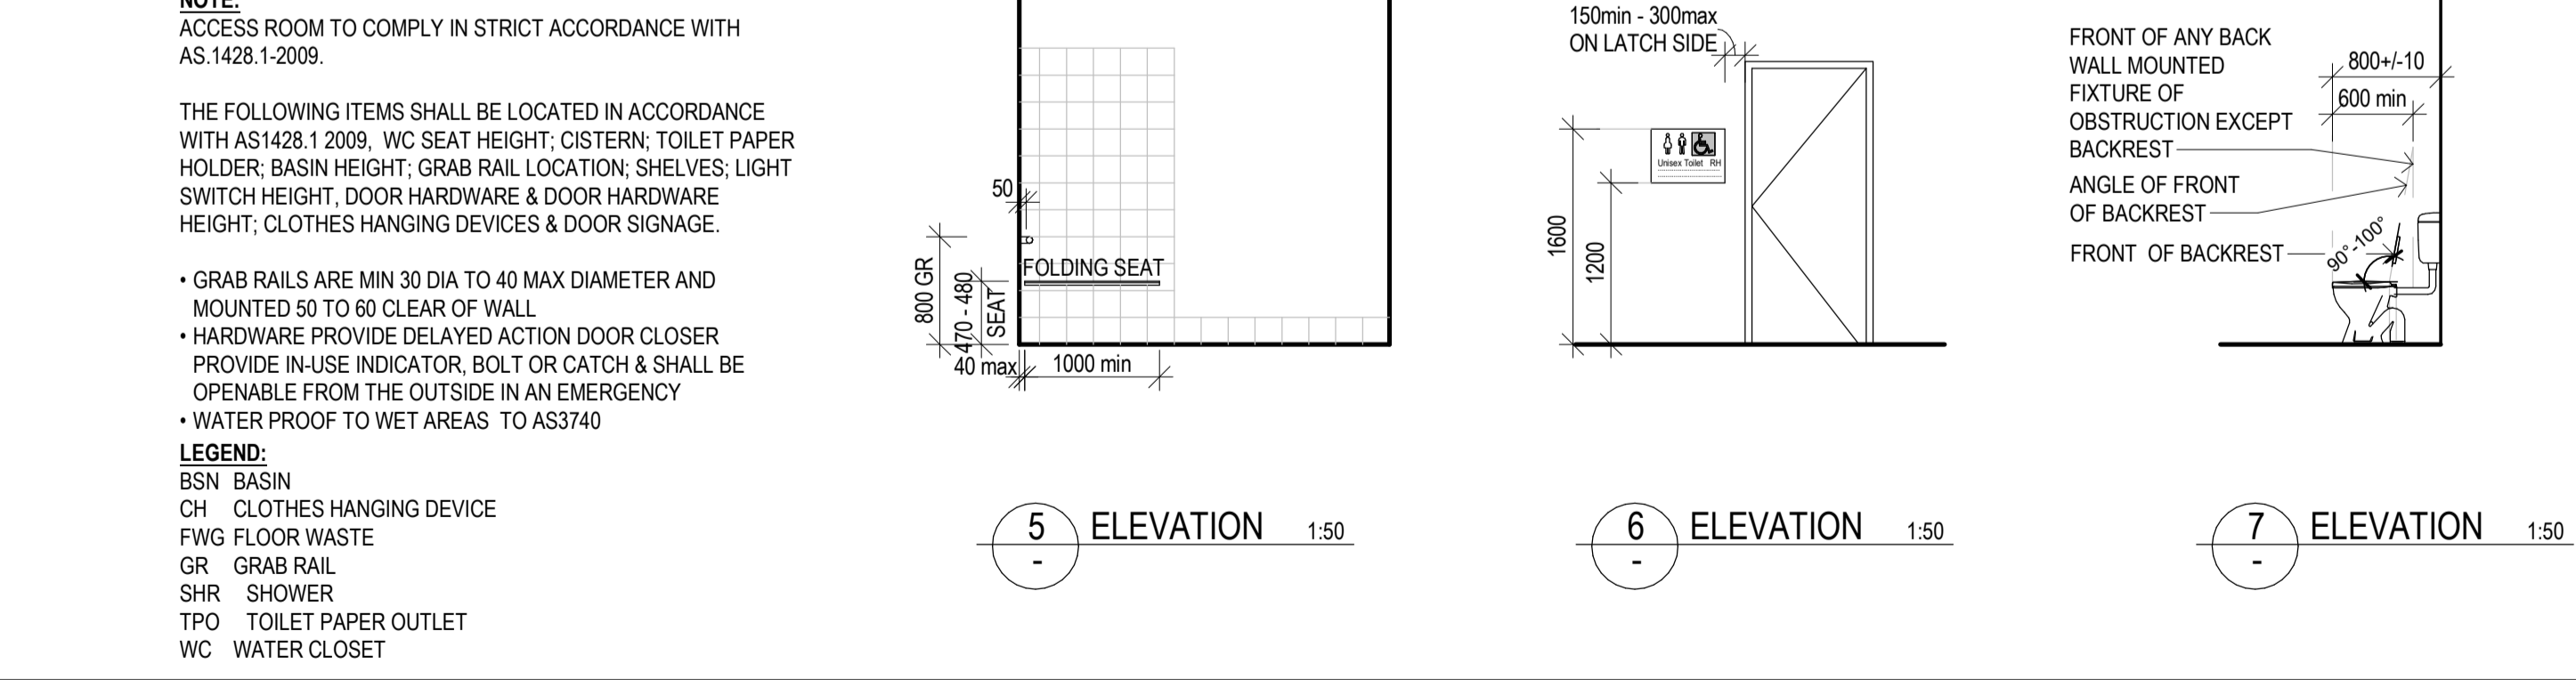 NOTE:
ACCESS ROOM TO COMPLY IN STRICT ACCORDANCE WITH
AS.1428.1-2009.
THE FOLLOWING ITEMS SHALL BE LOCATED IN ACCORDANCE
WITH AS1428.1 2009, WC SEAT HEIGHT; CISTERN; TOILET PAPER
HOLDER; BASIN HEIGHT; GRAB RAIL LOCATION; SHELVES; LIGHT
SWITCH HEIGHT, DOOR HARDWARE & DOOR HARDWARE
HEIGHT; CLOTHES HANGING DEVICES & DOOR SIGNAGE.
• GRAB RAILS ARE MIN 30 DIA TO 40 MAX DIAMETER AND
MOUNTED 50 TO 60 CLEAR OF WALL
• HARDWARE PROVIDE DELAYED ACTION DOOR CLOSER
PROVIDE IN-USE INDICATOR, BOLT OR CATCH & SHALL BE
OPENABLE FROM THE OUTSIDE IN AN EMERGENCY
• WATER PROOF TO WET AREAS TO AS3740
LEGEND:
BSN BASIN
CH CLOTHES HANGING DEVICE
FWG FLOOR WASTE
GR GRAB RAIL
SHR SHOWER
TPO TOILET PAPER OUTLET
WC WATER CLOSET
50
800 GR
470 - 480
SEAT
FOLDING SEAT
40 max
1000 min
5
ELEVATION 1:50
-
150min - 300max
ON LATCH SIDE
Unisex Toilet RH
1600
1200
6
ELEVATION 1:50
-
FRONT OF ANY BACK
WALL MOUNTED
FIXTURE OF
OBSTRUCTION EXCEPT
BACKREST
ANGLE OF FRONT
OF BACKREST
FRONT OF BACKREST
800+/-10
600 min
90°-100°
7
ELEVATION 1:50
-